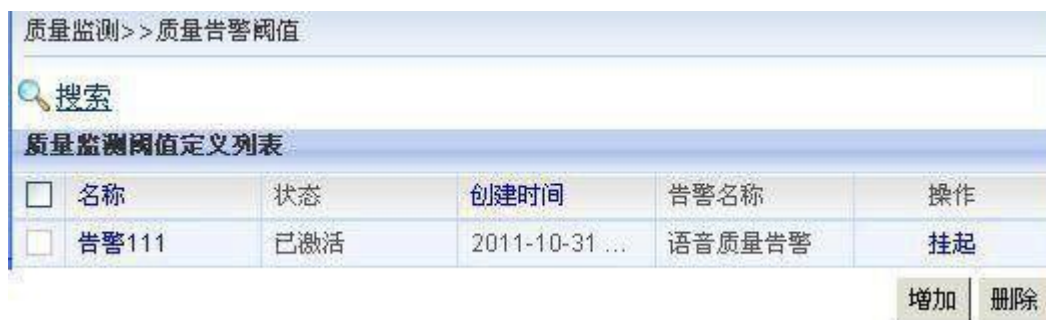 质量监测>>质量告警阈值
搜索
质量监测阈值定义列表
名称 状态 创建时间 告警名称 操作
告警111 已激活 2011-10-31 ... 语音质量告警 挂起
增加 删除